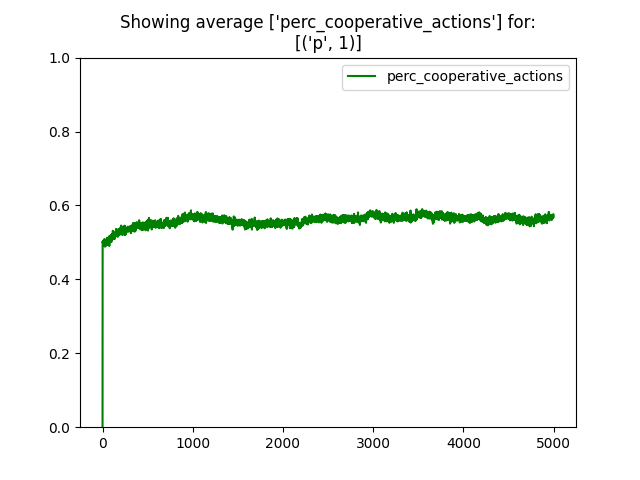 Showing average ['perc_cooperative_actions'] for:
[('p', 1)]
perc_cooperative_actions
1.0
0.8
0.6
0.4
0.2
0.0
0 1000 2000 3000 4000 5000